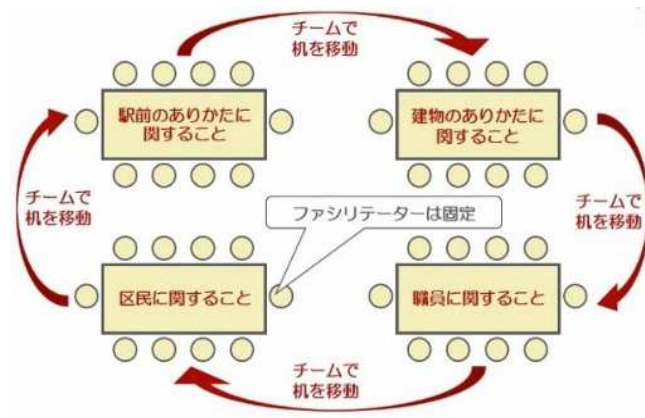 チームで
机を移動
駅前のありかたに
関すること
建物のありかたに
関すること
チームで
机を移動
チームで
机を移動
ファシリテーターは固定
区民に関すること
職員に関すること
チームで
机を移動